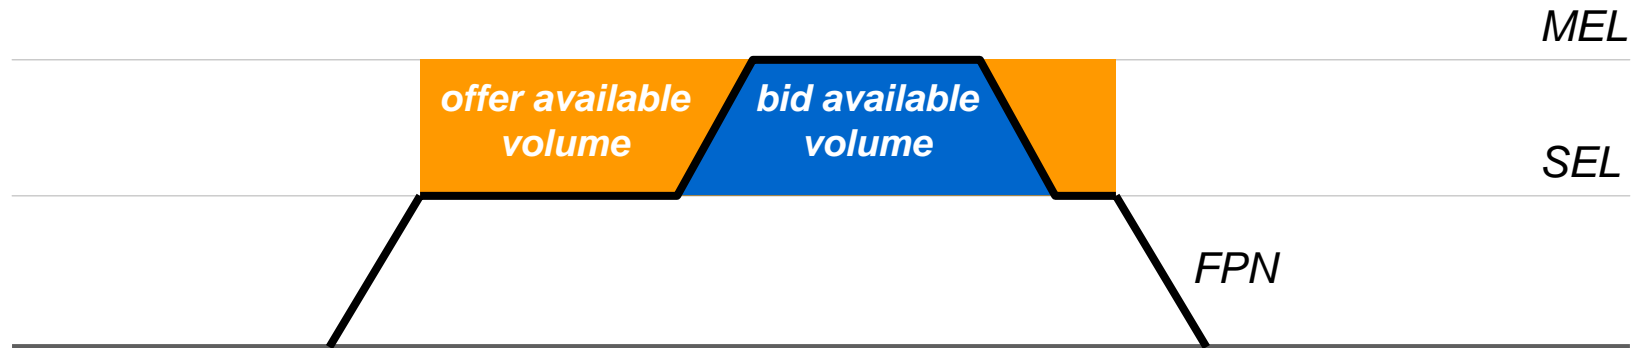 MEL
offer available
volume
bid available
volume
SEL
FPN